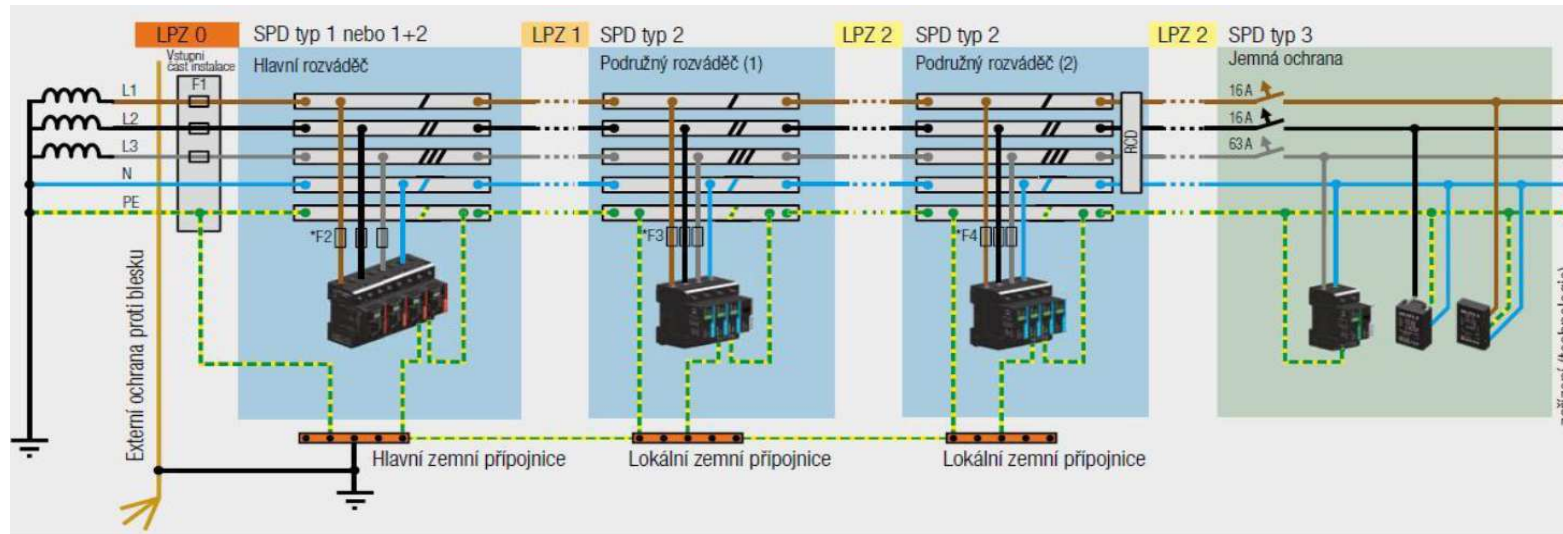 LPZ 0
SPD typ 1 nebo 1+2
LPZ 1
SPD typ 2
LPZ 2
SPD typ 2
LPZ 2
SPD typ 3
Vstupní
část instalace
Hlavní rozváděč
Podružný rozváděč (1)
Podružný rozváděč (2)
Jemná ochrana
F1
L1
L2
L3
N
PE
16 A
16 A
63 A
RCD
*F2
*F3
*F4
Externí ochrana proti blesku
Hlavní zemní přípojnice
Lokální zemní přípojnice
Lokální zemní přípojnice